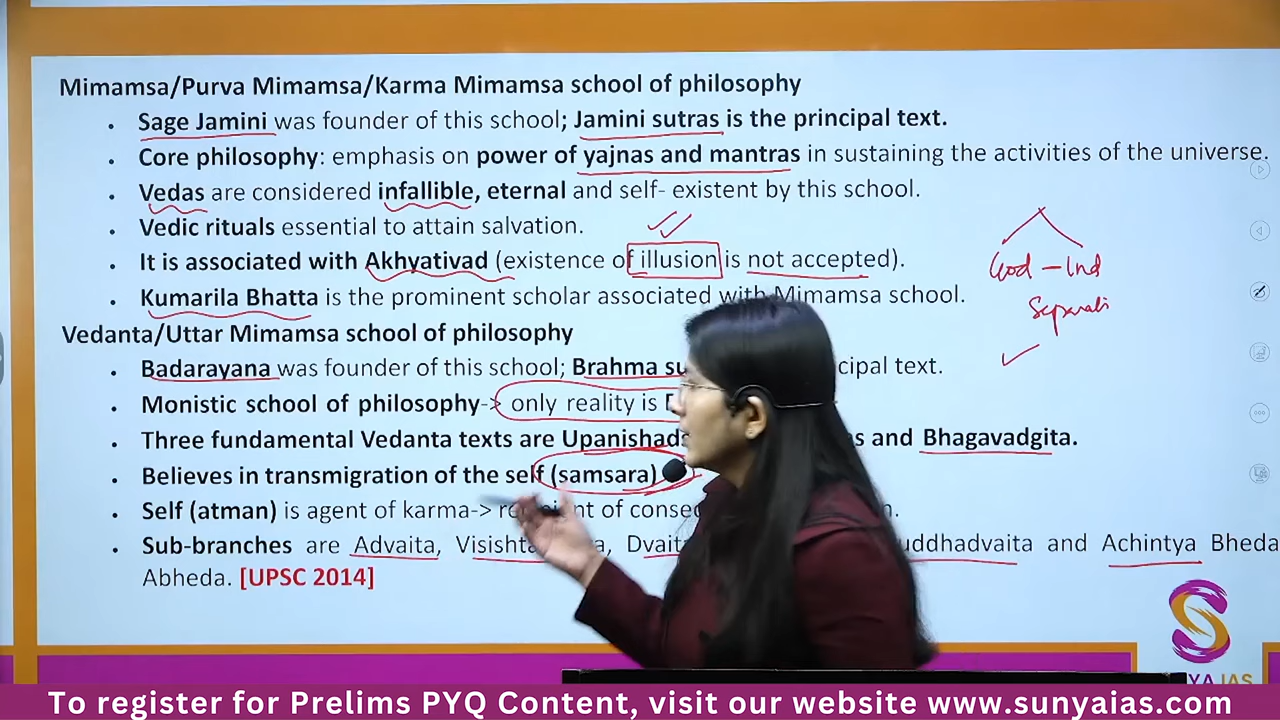 Mimamsa/Purva Mimamsa/Karma Mimamsa school of philosophy
• Sage Jamini was founder of this school; Jamini sutras is the principal text.
• Core philosophy: emphasis on power of yajnas and mantras in sustaining the activities of the universe.
• Vedas are considered infallible, eternal and self- existent by this school.
• Vedic rituals essential to attain salvation.
• It is associated with Akhyativad (existence of illusion is not accepted).
God – Ind
• Kumarila Bhatta is the prominent scholar associated with Mimamsa school.
Vedanta/Uttar Mimamsa school of philosophy
• Badarayana was founder of this school; Brahma su cipal text.
• Monistic school of philosophy-> only reality is
• Three fundamental Vedanta texts are Upanishads and Bhagavadgita.
• Believes in transmigration of the self (samsara)
• Self (atman) is agent of karma-> of
• Sub-branches are Advaita, and Achintya Bheda
Abheda. [UPSC 2014]
IAS
To register for Prelims PYQ Content, visit our website www.sunyaias.com